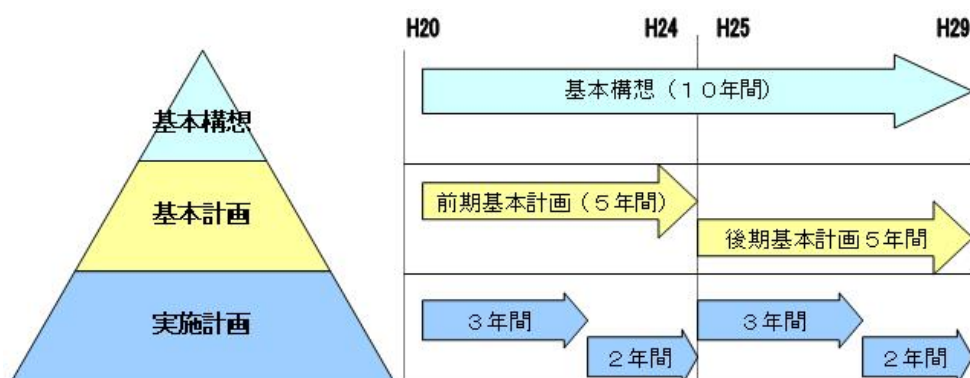 H20
H24
H25
H29
基本構想
基本構想（１０年間）
基本計画
前期基本計画（５年間）
後期基本計画５年間
実施計画
３年間
２年間
３年間
２年間